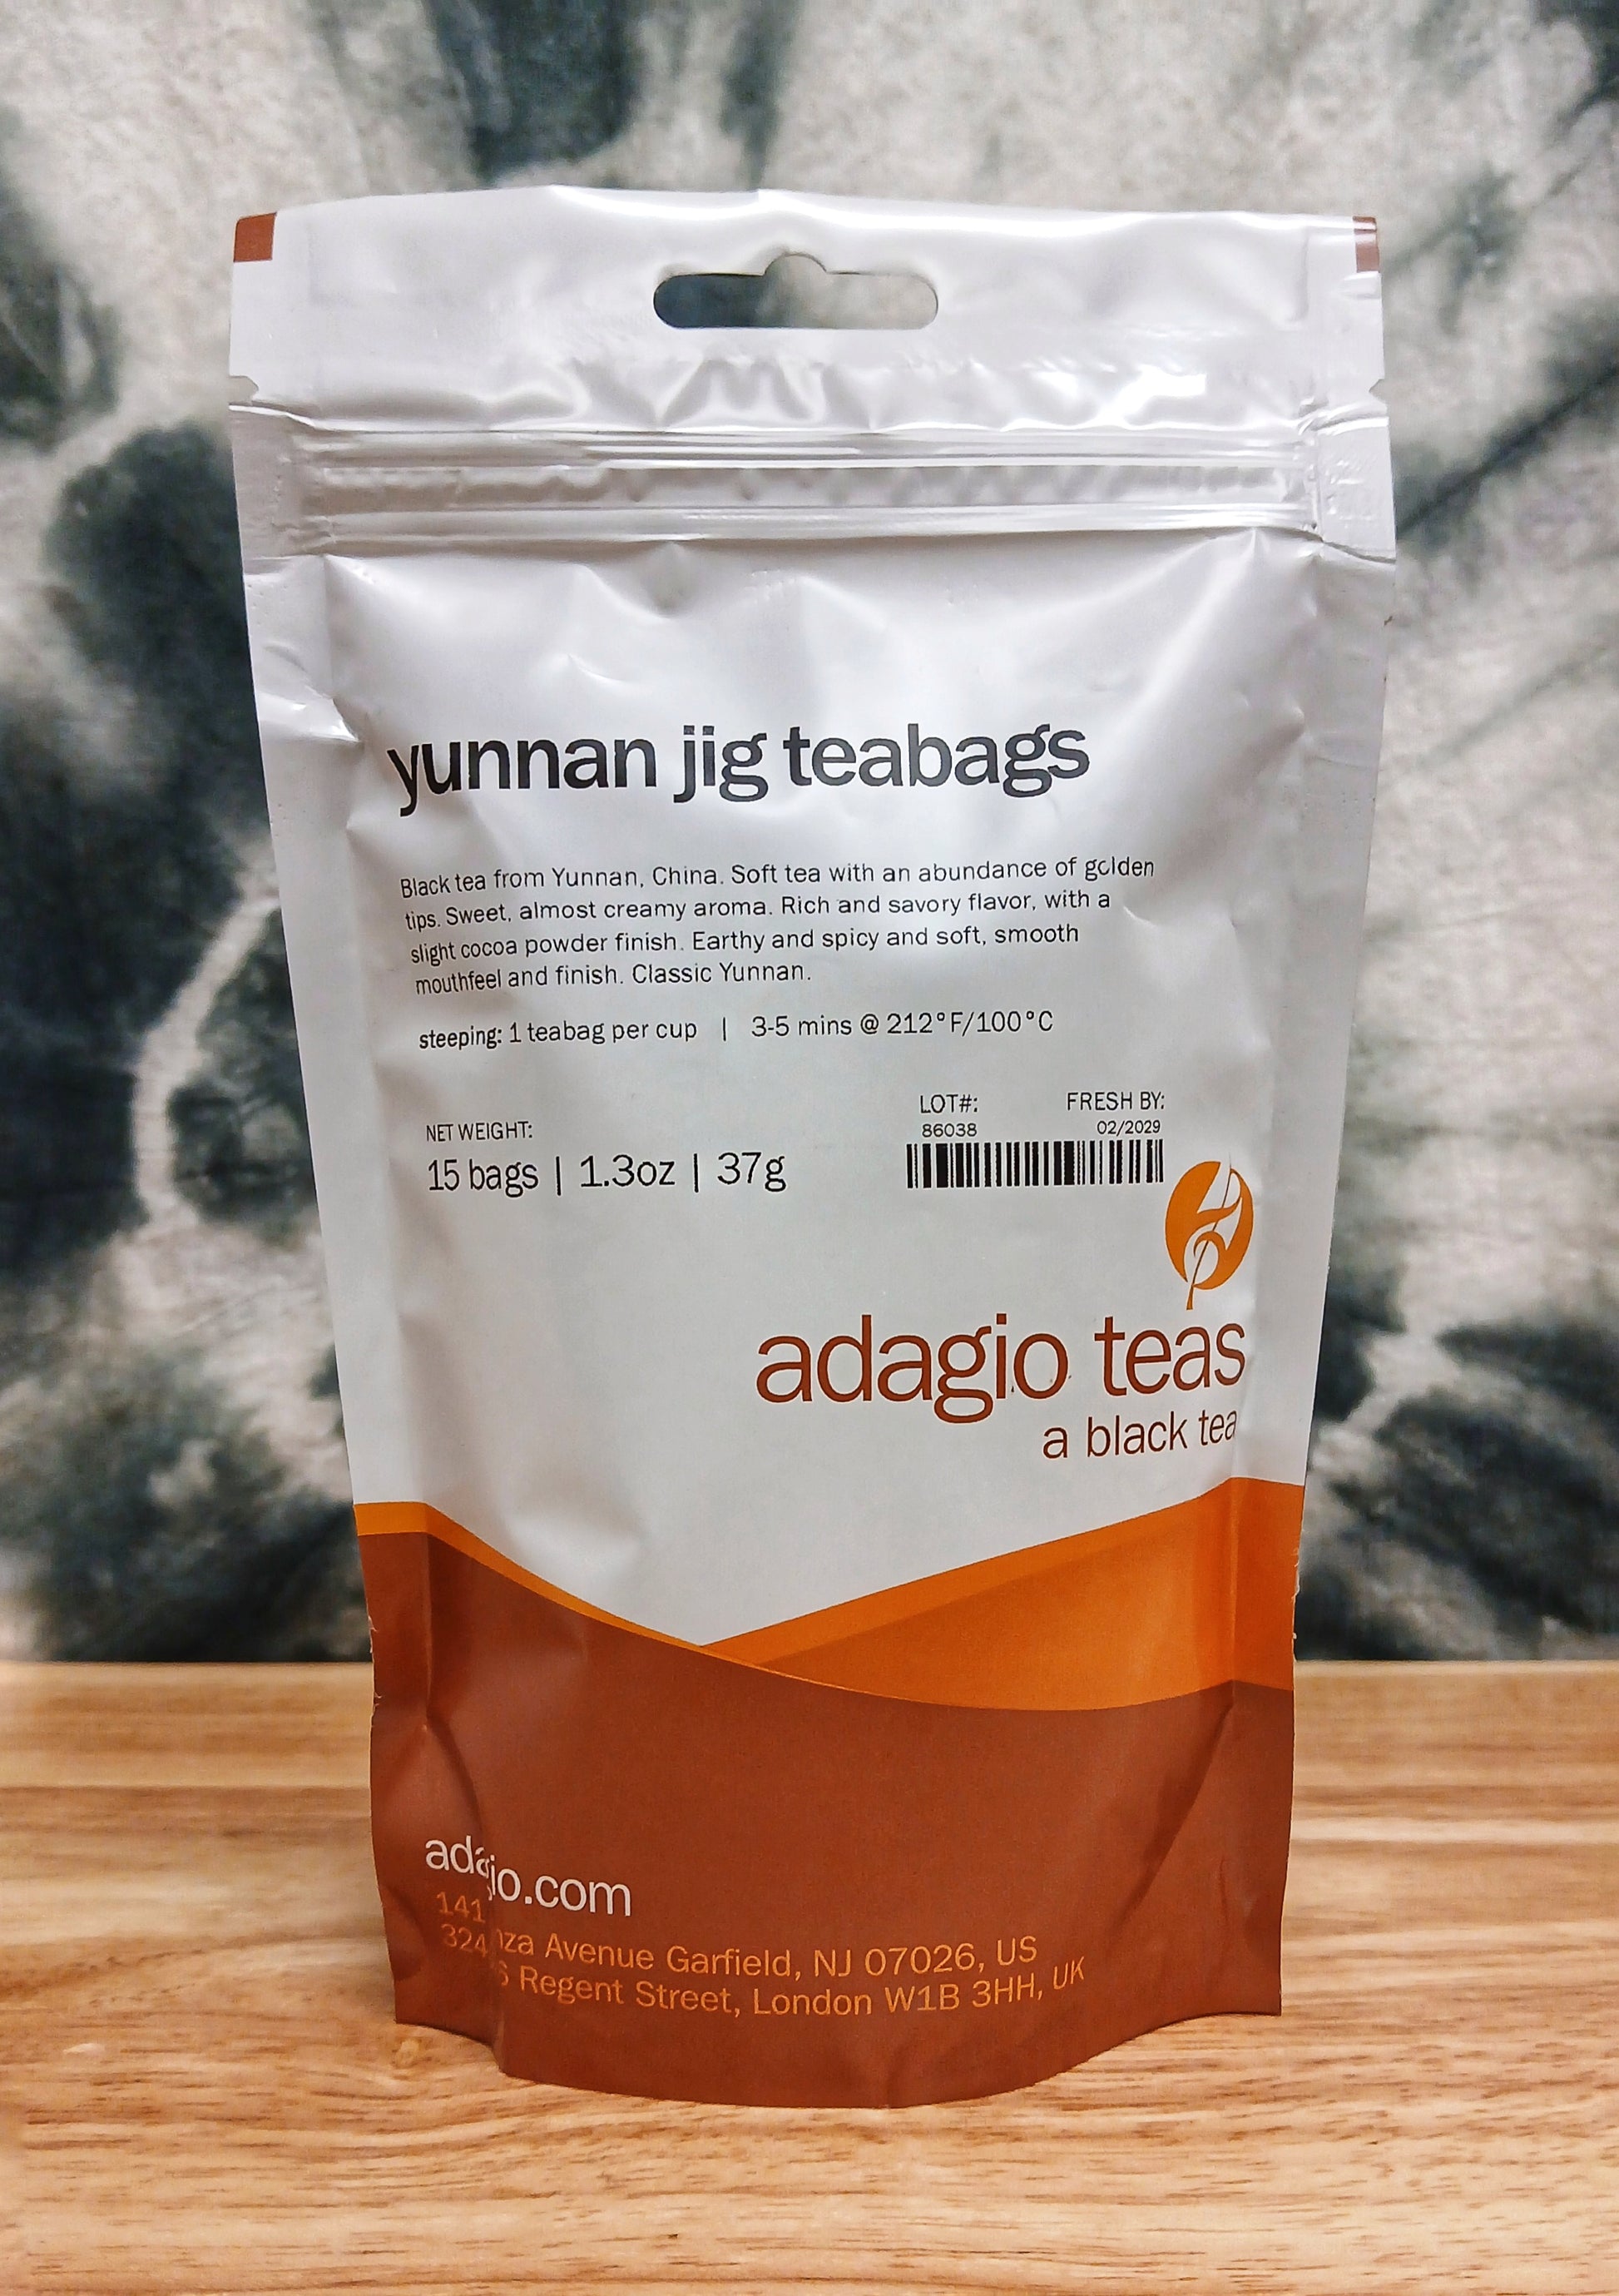 yunnan jig teabags
Black tea from Yunnan, China. Soft tea with an abundance of golden
tips. Sweet, almost creamy aroma. Rich and savory flavor, with a
slight cocoa powder finish. Earthy and spicy and soft, smooth
mouthfeel and finish. Classic Yunnan.
steeping: 1 teabag per cup | 3-5 mins @ 212°F/100°C
LOT#: FRESH BY:
86038 02/2029
NET WEIGHT:
15 bags | 1.3oz | 37g
adagio teas
a black tea
adagio.com
141 Avenue Garfield, NJ 07026, US
Regent Street, London W1B 3HH, UK